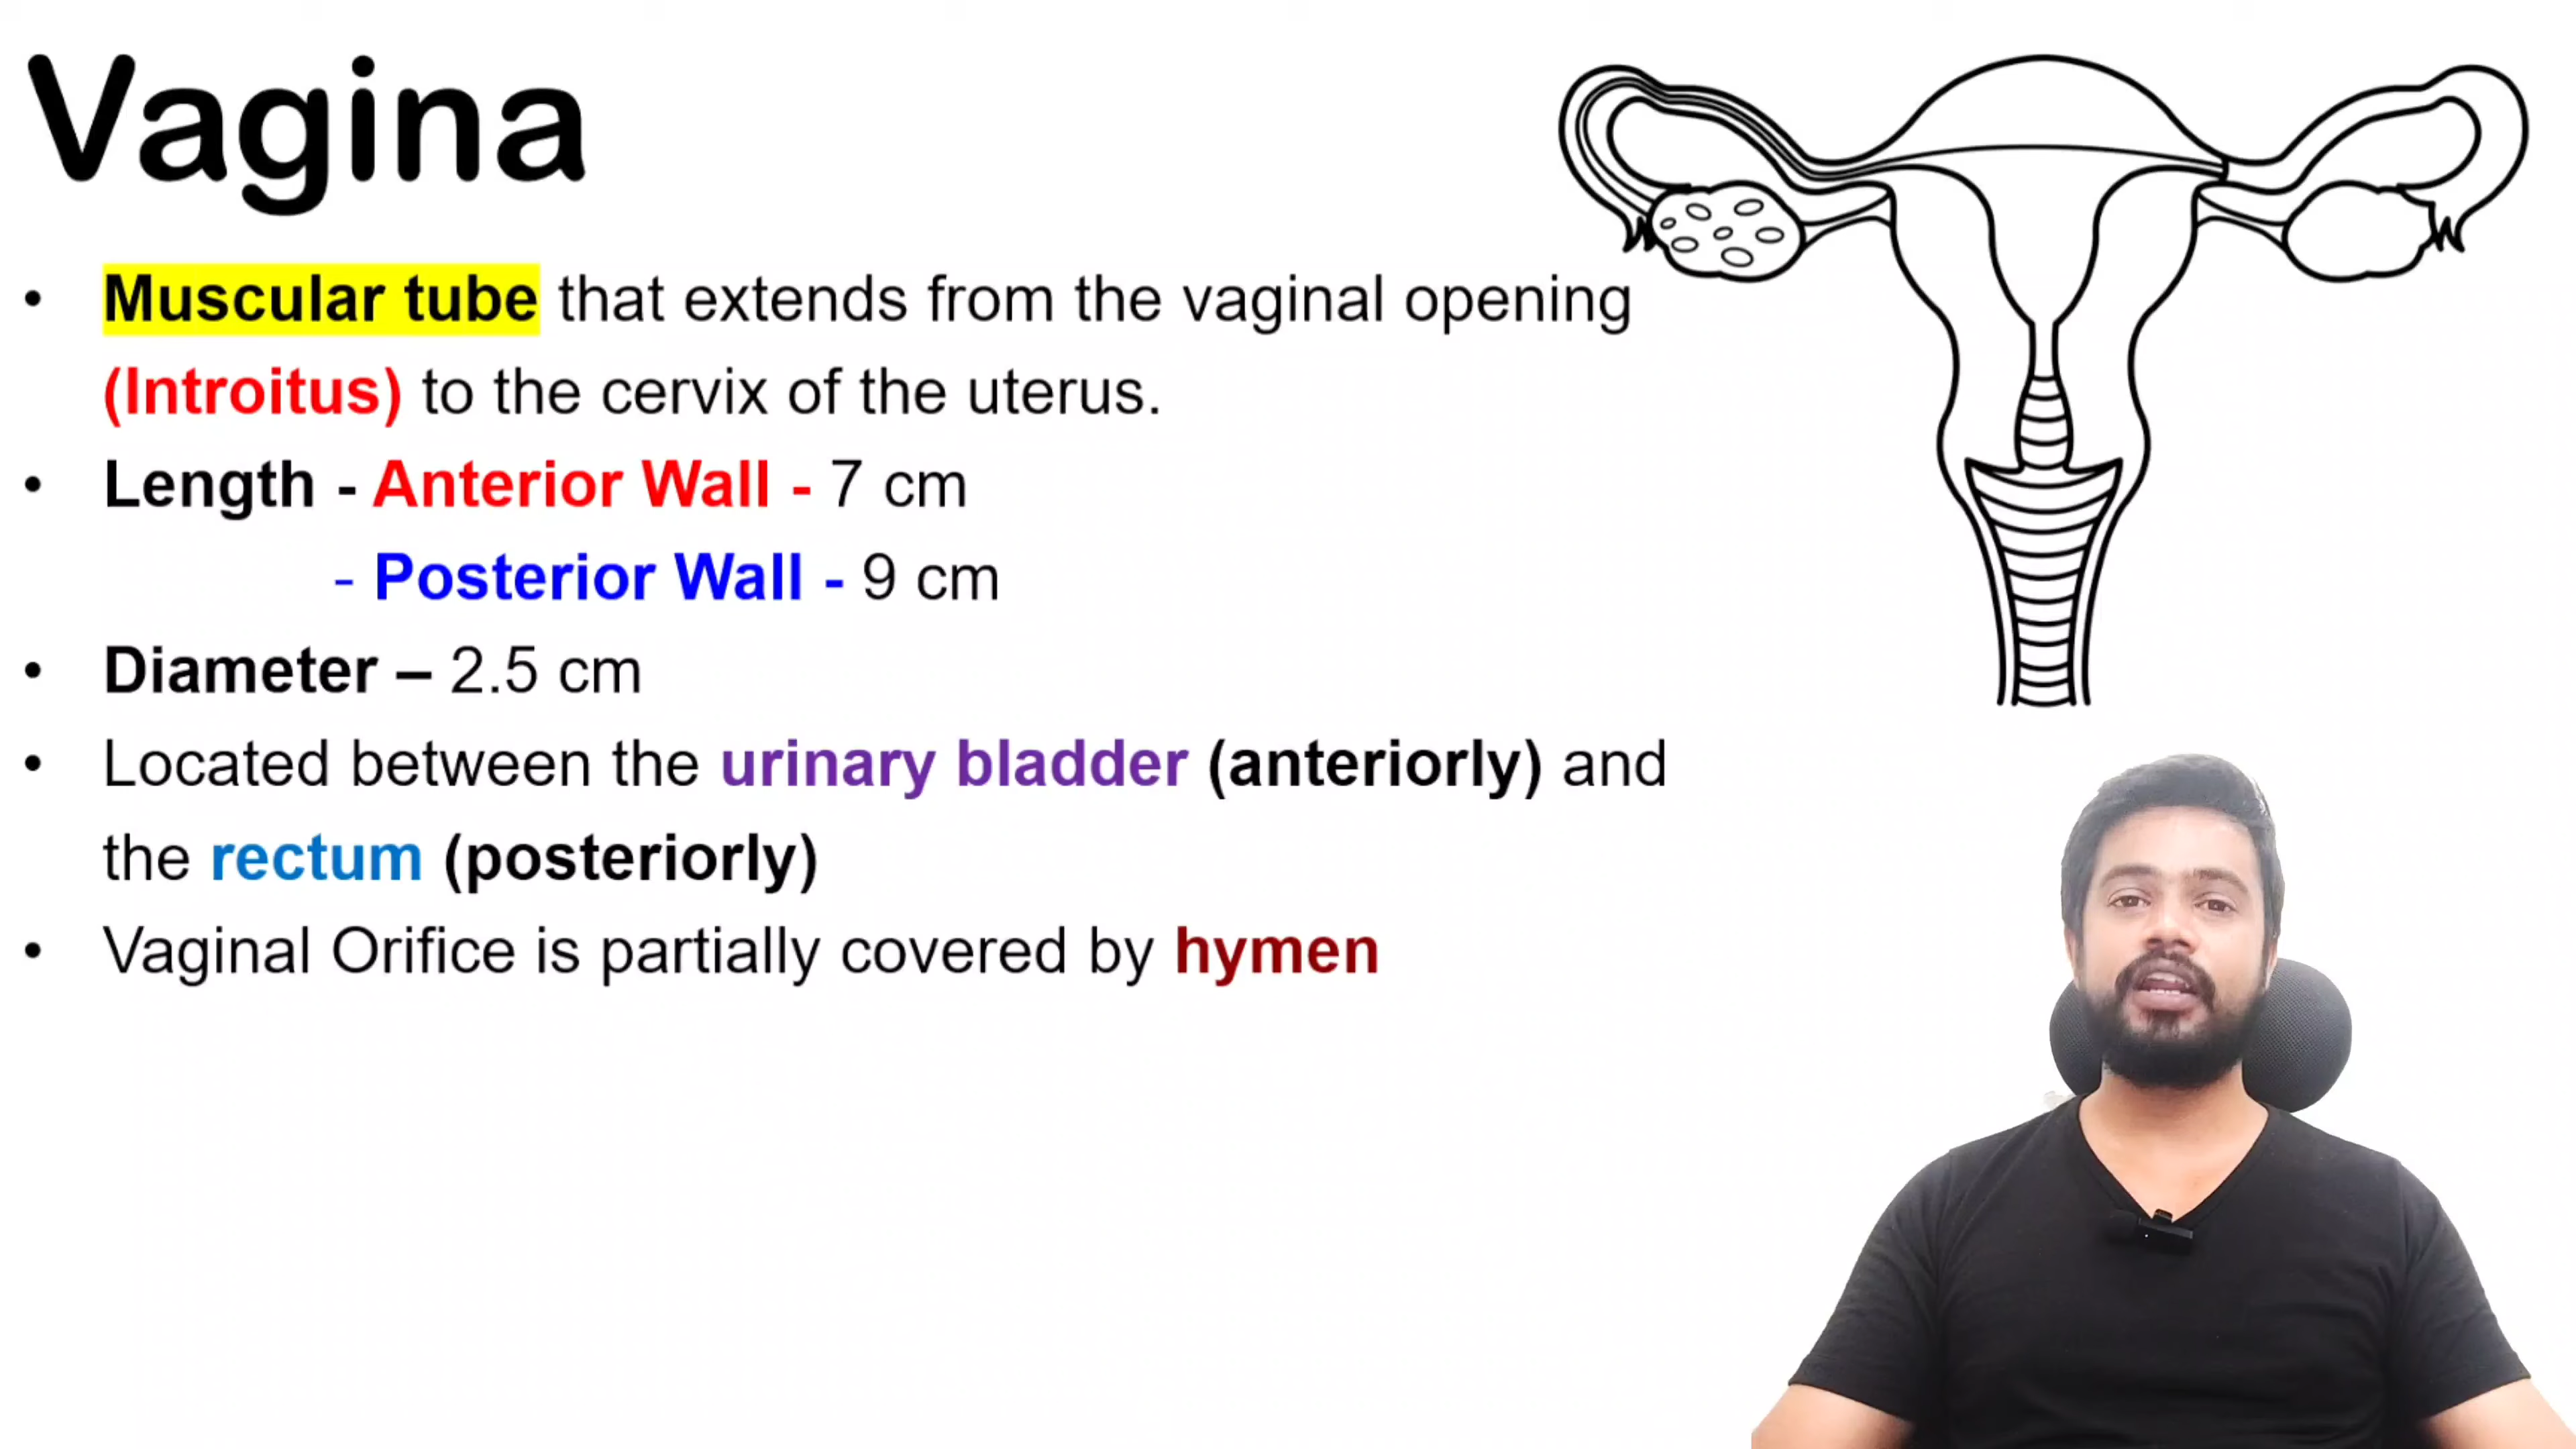 Vagina
• Muscular tube that extends from the vaginal opening
(Introitus) to the cervix of the uterus.
• Length - Anterior Wall - 7 cm
- Posterior Wall - 9 cm
• Diameter – 2.5 cm
• Located between the urinary bladder (anteriorly) and
the rectum (posteriorly)
• Vaginal Orifice is partially covered by hymen